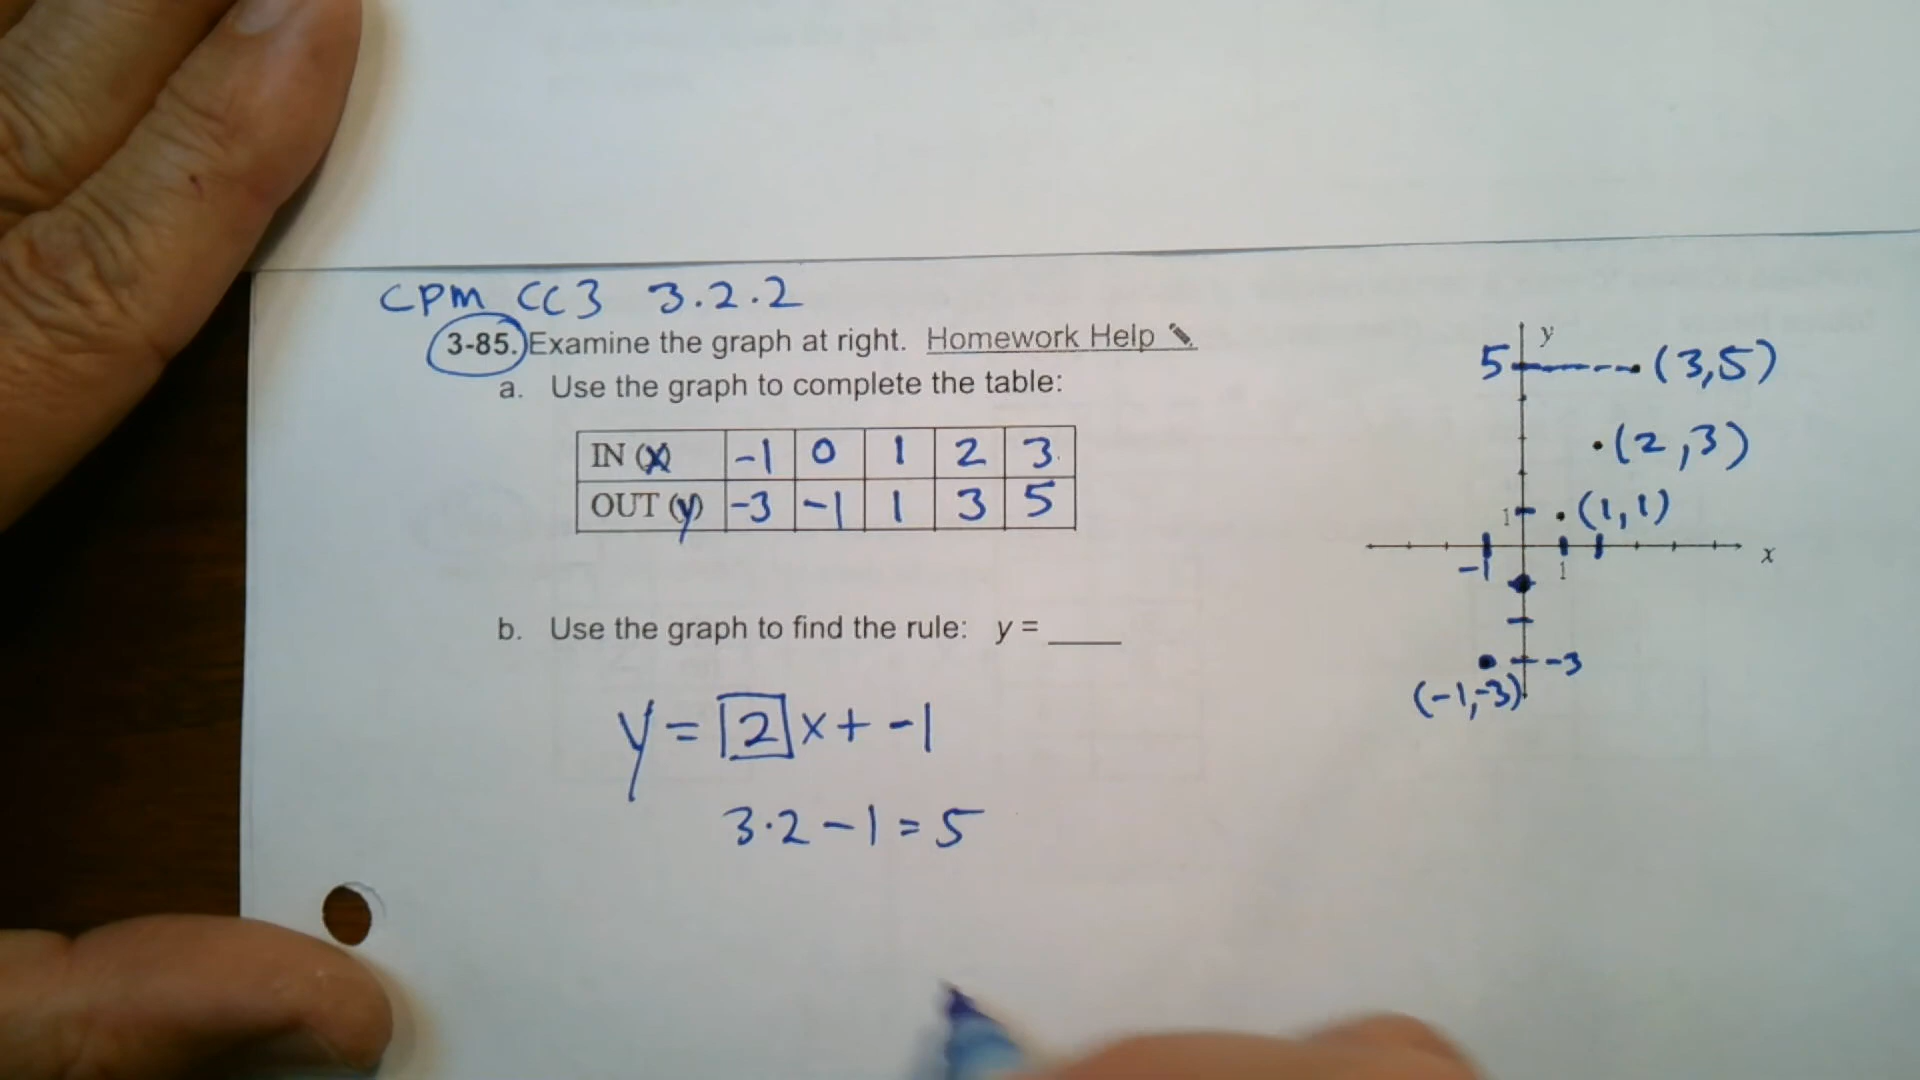 CPM CC3 3.2.2
3-85. Examine the graph at right. Homework Help
a. Use the graph to complete the table:
IN (x) -1 0 1 2 3
OUT (y) -3 -1 1 3 5
b. Use the graph to find the rule: y = ____
y = 2 x + -1
3·2-1=5
y
5 (3,5)
(2,3)
1 (1,1)
x
-1 1
-3
(-1,-3)